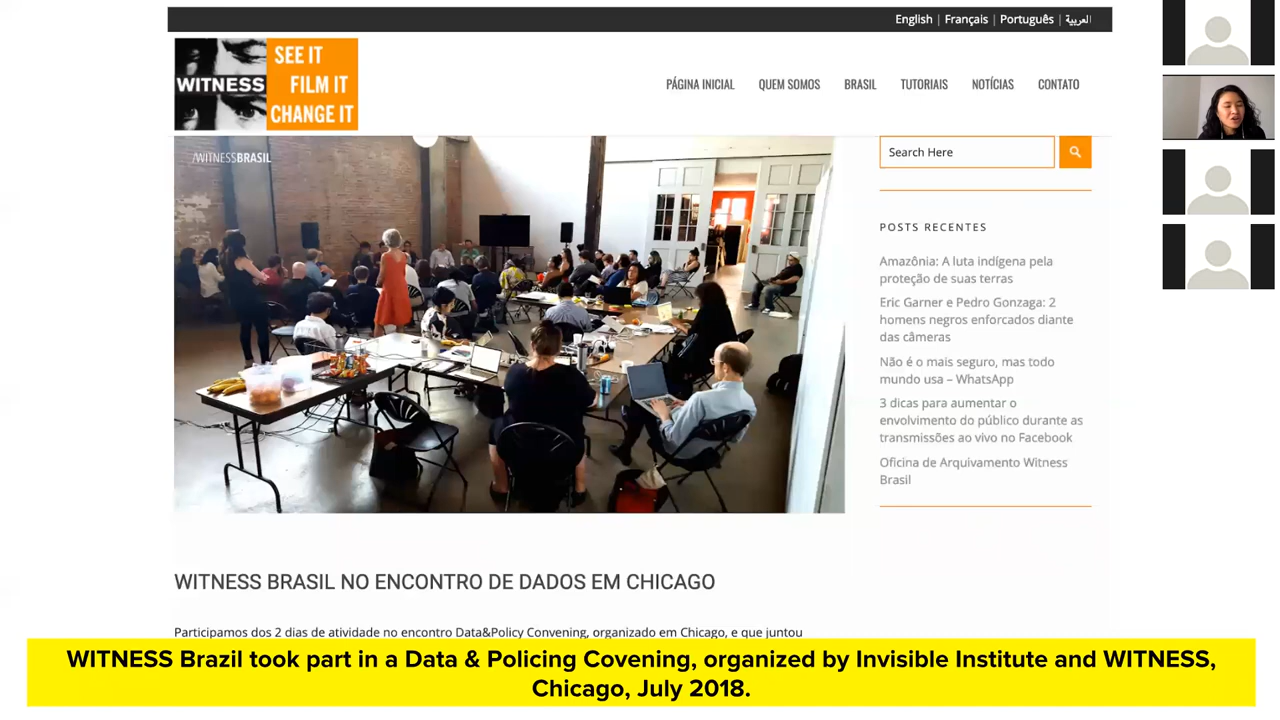 English | Français | Português | العربية
WITNESS
SEE IT
FILM IT
CHANGE IT
PÁGINA INICIAL QUEM SOMOS BRASIL TUTORIAIS NOTÍCIAS CONTATO
/WITNESSBRASIL
Search Here
POSTS RECENTES
Amazônia: A luta indígena pela
proteção de suas terras
Eric Garner e Pedro Gonzaga: 2
homens negros enforcados diante
das câmeras
Não é o mais seguro, mas todo
mundo usa – WhatsApp
3 dicas para aumentar o
envolvimento do público durante as
transmissões ao vivo no Facebook
Oficina de Arquivamento Witness
Brasil
WITNESS BRASIL NO ENCONTRO DE DADOS EM CHICAGO
Participamos dos 2 dias de atividade no encontro Data&Policy Convening, organizado em Chicago, e que juntou
WITNESS Brazil took part in a Data & Policing Covening, organized by Invisible Institute and WITNESS,
Chicago, July 2018.